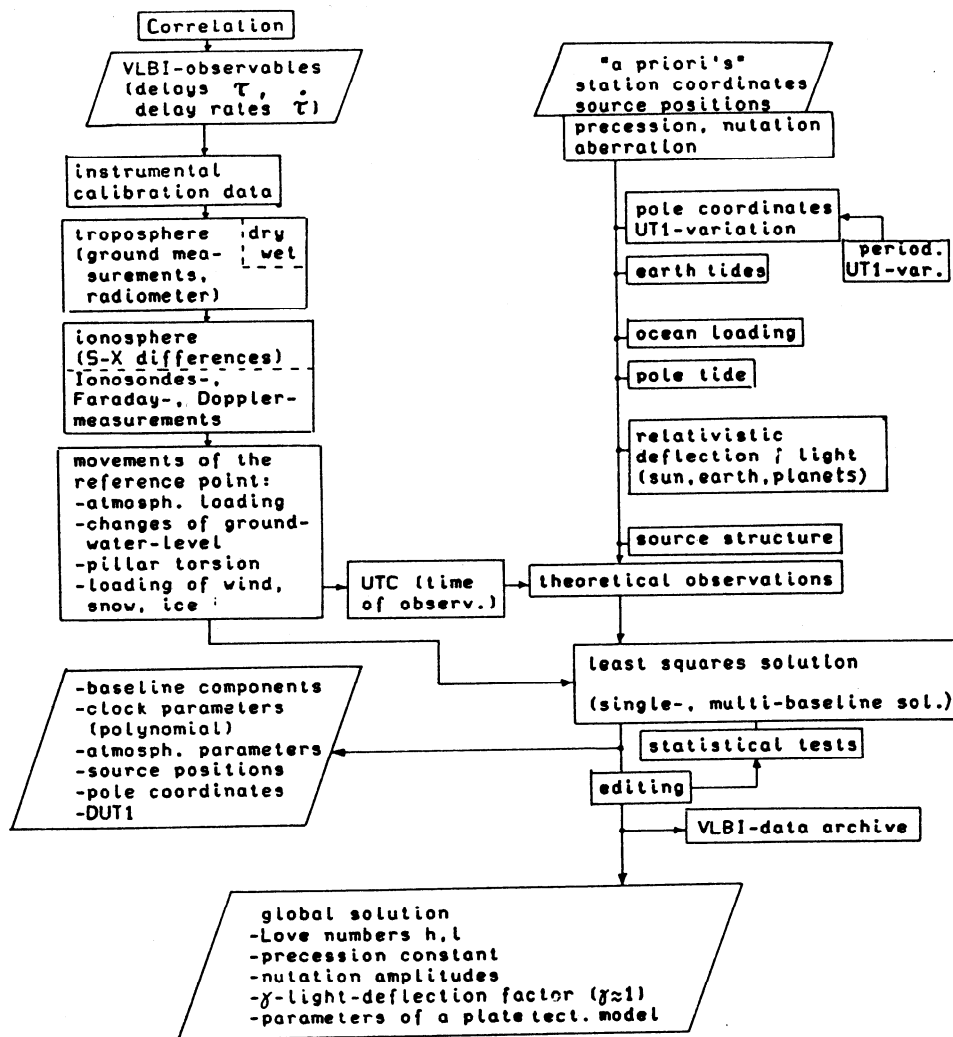 Correlation
VLBI-observables
(delays τ,
delay rates τ̇)
instrumental
calibration data
troposphere
(ground mea-
surements,
radiometer)
dry
wet
ionosphere
(S-X differences)
Ionosondes-,
Faraday-, Doppler-
measurements
movements of the
reference point:
-atmosph. loading
-changes of ground-
water-level
-pillar torsion
-loading of wind,
snow, ice
UTC (time
of observ.)
"a priori's"
station coordinates
source positions
precession, nutation
aberration
pole coordinates
UT1-variation
period.
UT1-var.
earth tides
ocean loading
pole tide
relativistic
deflection light
(sun,earth,planets)
source structure
theoretical observations
least squares solution
(single-, multi-baseline sol.)
statistical tests
editing
VLBI-data archive
-baseline components
-clock parameters
(polynomial)
-atmosph. parameters
-source positions
-pole coordinates
-DUT1
global solution
-Love numbers h,l
-precession constant
-nutation amplitudes
-γ-light-deflection factor (γ≈1)
-parameters of a plate tect. model